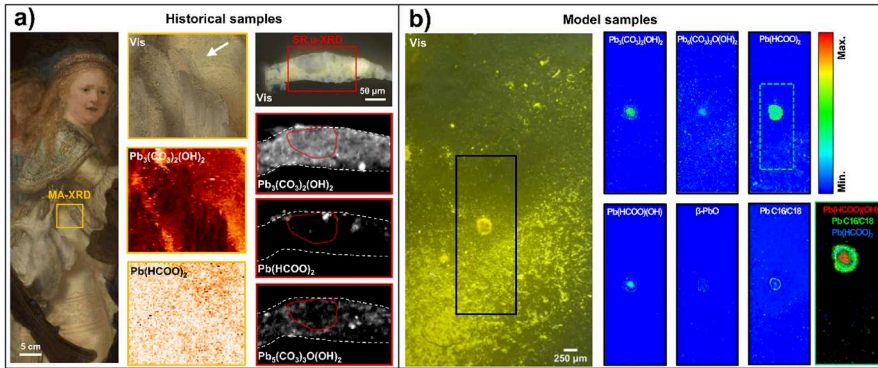 a)
Historical samples
Vis
SR μ-XRD
Vis
50 μm
Pb₃(CO₃)₂(OH)₂
MA-XRD
Pb₃(CO₃)₂(OH)₂
Pb(HCOO)₂
Pb(HCOO)₂
5 cm
Pb₅(CO₃)₃O(OH)₂
b)
Model samples
Vis
250 μm
Pb₃(CO₃)₂(OH)₂
Pb₅(CO₃)₃O(OH)₂
Pb(HCOO)₂
Max.
Min.
Pb(HCOO)(OH)
β-PbO
Pb C16/C18
Pb(HCOO)(OH)
Pb C16/C18
Pb(HCOO)₂